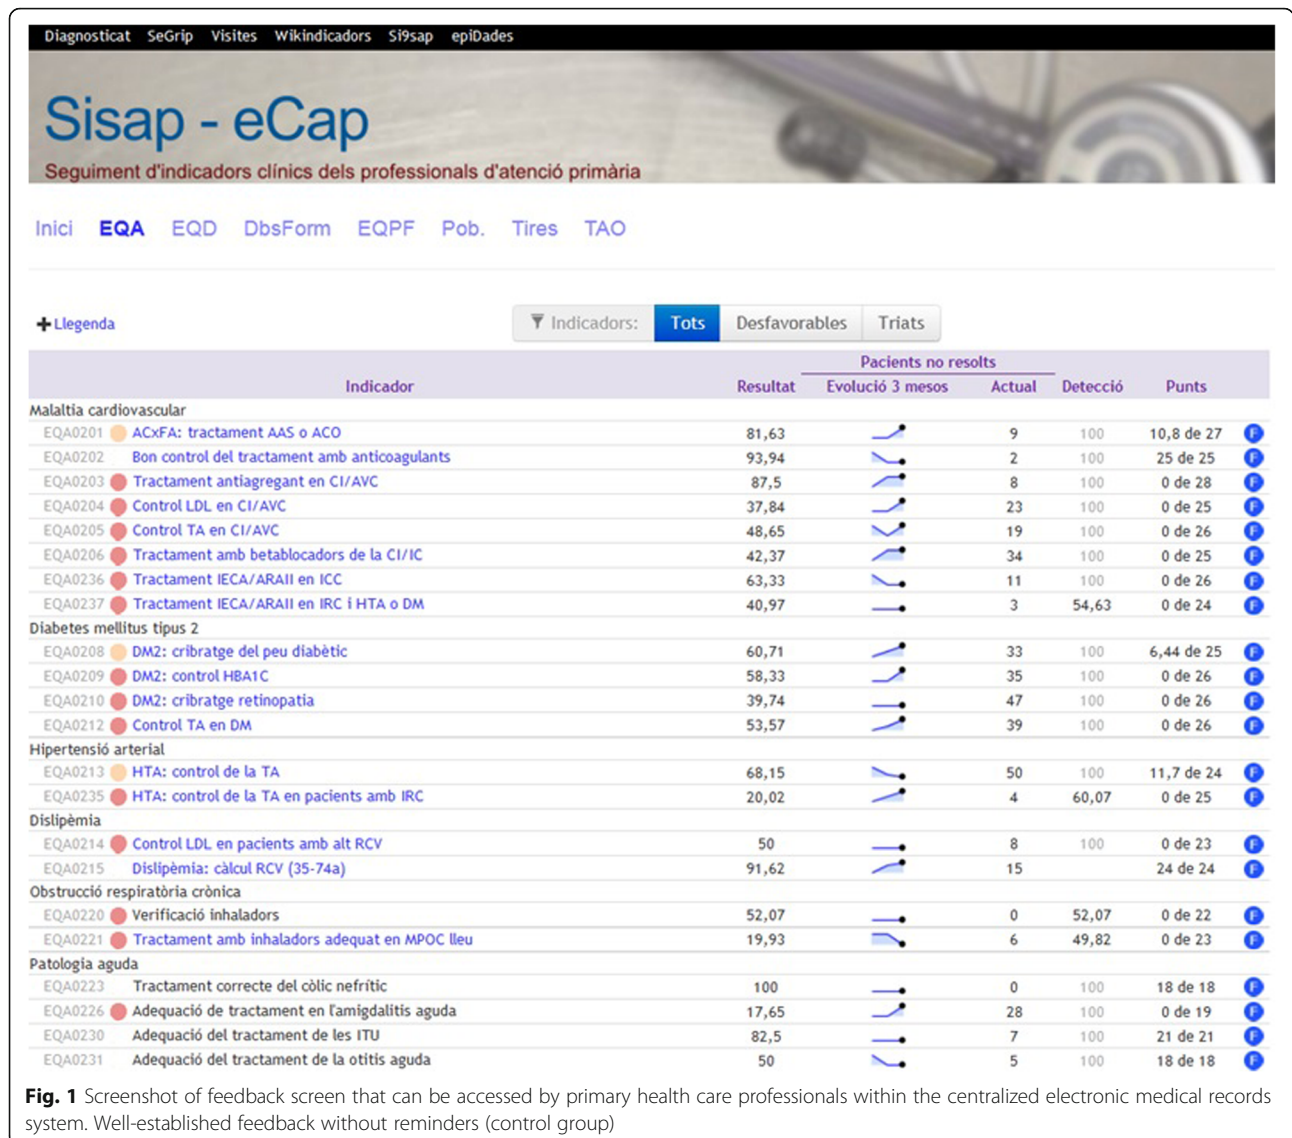 Diagnosticat SeGrip Visites Wikindicadors Si9sap epiDades
Sisap - eCap
Seguiment d'indicadors clínics dels professionals d'atenció primària
Inici EQA EQD DbsForm EQPF Pob. Tires TAO
+ Llegenda Indicadors: Tots Desfavorables Triats
Pacients no resolts
Indicador Resultat Evolució 3 mesos Actual Detecció Punts
Malaltia cardiovascular
EQA0201 ACxFA: tractament AAS o ACO 81,63 9 100 10,8 de 27 F
EQA0202 Bon control del tractament amb anticoagulants 93,94 2 100 25 de 25 F
EQA0203 Tractament antiagregant en CI/AVC 87,5 8 100 0 de 28 F
EQA0204 Control LDL en CI/AVC 37,84 23 100 0 de 25 F
EQA0205 Control TA en CI/AVC 48,65 19 100 0 de 26 F
EQA0206 Tractament amb betablocadors de la CI/IC 42,37 34 100 0 de 25 F
EQA0236 Tractament IECA/ARAII en ICC 63,33 11 100 0 de 26 F
EQA0237 Tractament IECA/ARAII en IRC i HTA o DM 40,97 3 54,63 0 de 24 F
Diabetes mellitus tipus 2
EQA0208 DM2: cribratge del peu diabètic 60,71 33 100 6,44 de 25 F
EQA0209 DM2: control HBA1C 58,33 35 100 0 de 26 F
EQA0210 DM2: cribratge retinopatia 39,74 47 100 0 de 26 F
EQA0212 Control TA en DM 53,57 39 100 0 de 26 F
Hipertensió arterial
EQA0213 HTA: control de la TA 68,15 50 100 11,7 de 24 F
EQA0235 HTA: control de la TA en pacients amb IRC 20,02 4 60,07 0 de 25 F
Dislipèmia
EQA0214 Control LDL en pacients amb alt RCV 50 8 100 0 de 23 F
EQA0215 Dislipèmia: càlcul RCV (35-74a) 91,62 15 24 de 24 F
Obstrucció respiratòria crònica
EQA0220 Verificació inhaladors 52,07 0 52,07 0 de 22 F
EQA0221 Tractament amb inhaladors adequat en MPOC lleu 19,93 6 49,82 0 de 23 F
Patologia aguda
EQA0223 Tractament correcte del còlic nefrític 100 0 100 18 de 18 F
EQA0226 Adequació de tractament en l'amigdalitis aguda 17,65 28 100 0 de 19 F
EQA0230 Adequació del tractament de les ITU 82,5 7 100 21 de 21 F
EQA0231 Adequació del tractament de la otitis aguda 50 5 100 18 de 18 F
Fig. 1 Screenshot of feedback screen that can be accessed by primary health care professionals within the centralized electronic medical records
system. Well-established feedback without reminders (control group)